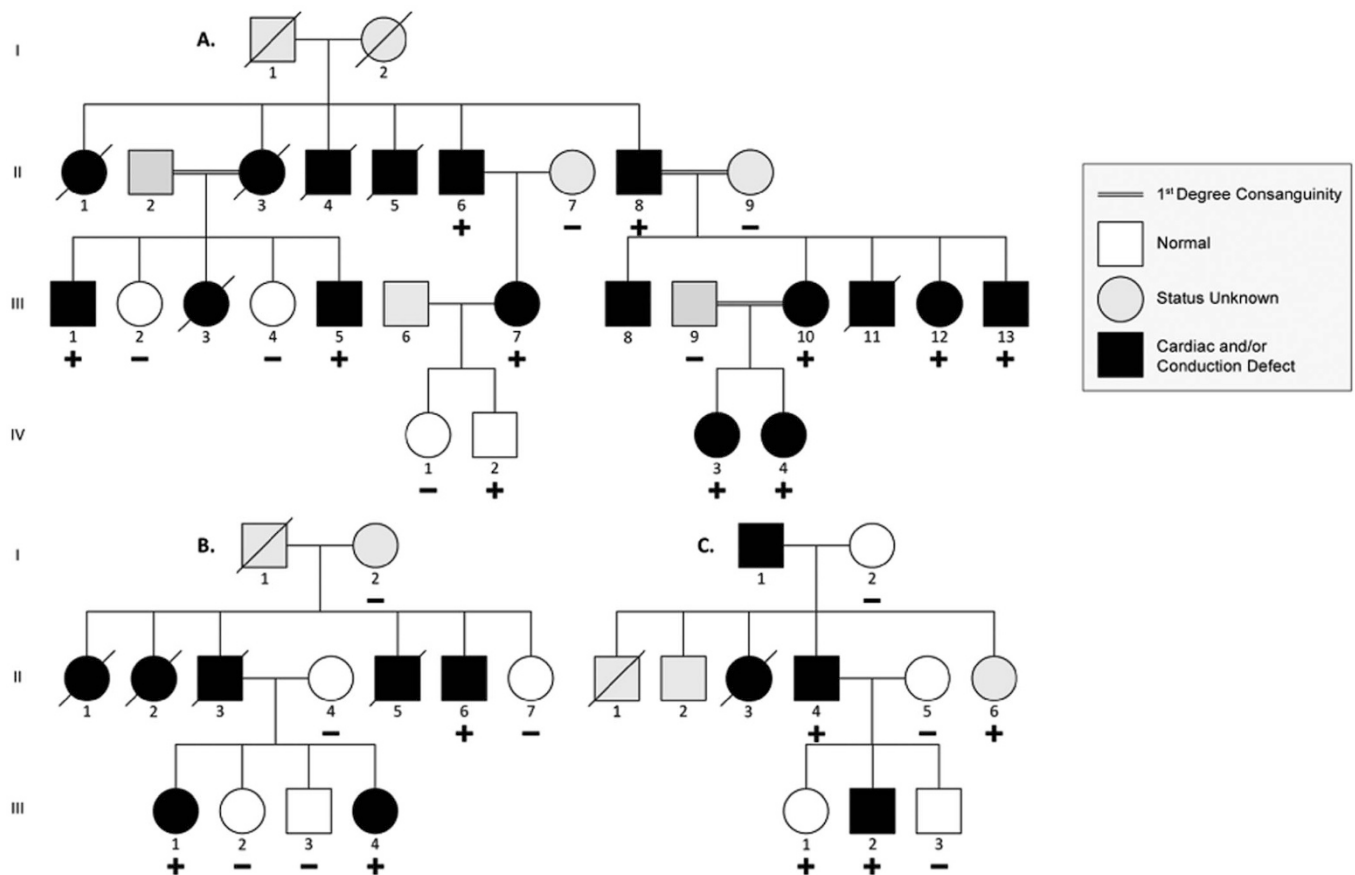 I
A.
1 2
II
1 2 3 4 5 6 7 8 9
+ − + −
III
1 2 3 4 5 6 7 8 9 10 11 12 13
+ − − + + − + + +
IV
1 2 3 4
− + + +
1st Degree Consanguinity
Normal
Status Unknown
Cardiac and/or
Conduction Defect
I
B.
1 2
−
C.
1 2
−
II
1 2 3 4 5 6 7
− + −
1 2 3 4 5 6
+ − +
III
1 2 3 4
+ − − +
1 2 3
+ + −